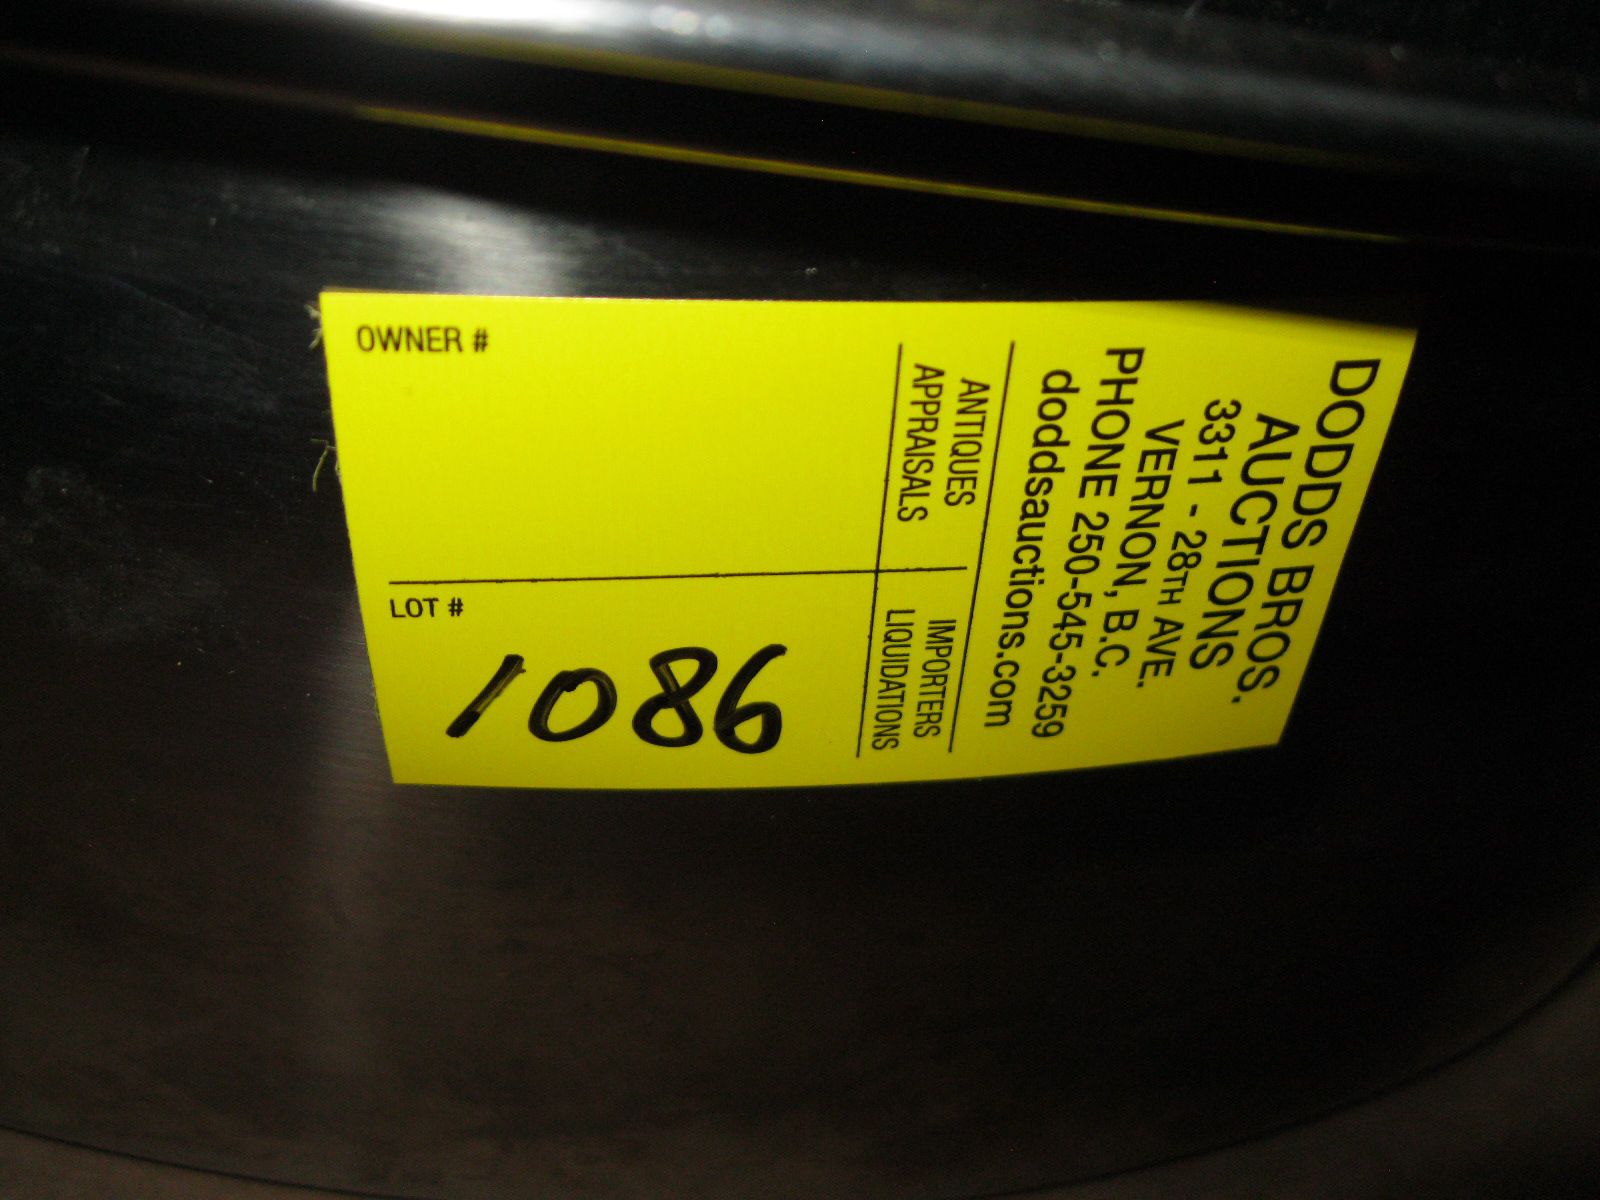 DODDS BROS.
AUCTIONS
3311 - 28TH AVE.
VERNON, B.C.
PHONE 250-545-3259
doddsauctions.com
ANTIQUES
APPRAISALS
IMPORTERS
LIQUIDATIONS
OWNER #
LOT #
1086